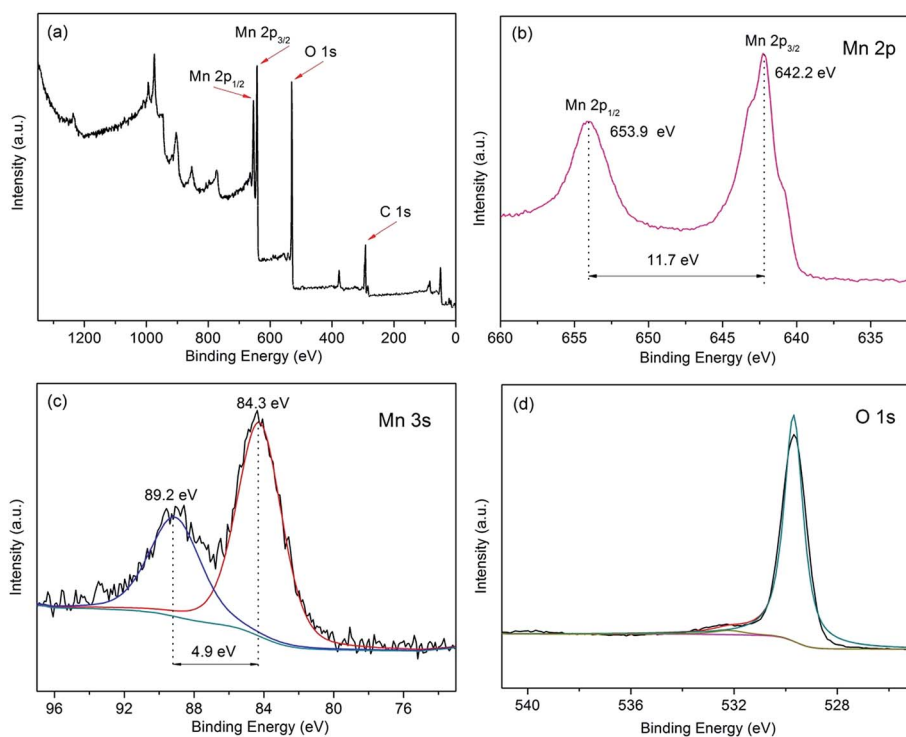 (a)
Mn 2p3/2
O 1s
Mn 2p1/2
C 1s
Intensity (a.u.)
1200 1000 800 600 400 200 0
Binding Energy (eV)
(b)
Mn 2p3/2
Mn 2p
642.2 eV
Mn 2p1/2
653.9 eV
11.7 eV
Intensity (a.u.)
660 655 650 645 640 635
Binding Energy (eV)
(c)
84.3 eV
Mn 3s
89.2 eV
4.9 eV
Intensity (a.u.)
96 92 88 84 80 76
Binding Energy (eV)
(d)
O 1s
Intensity (a.u.)
540 536 532 528
Binding Energy (eV)